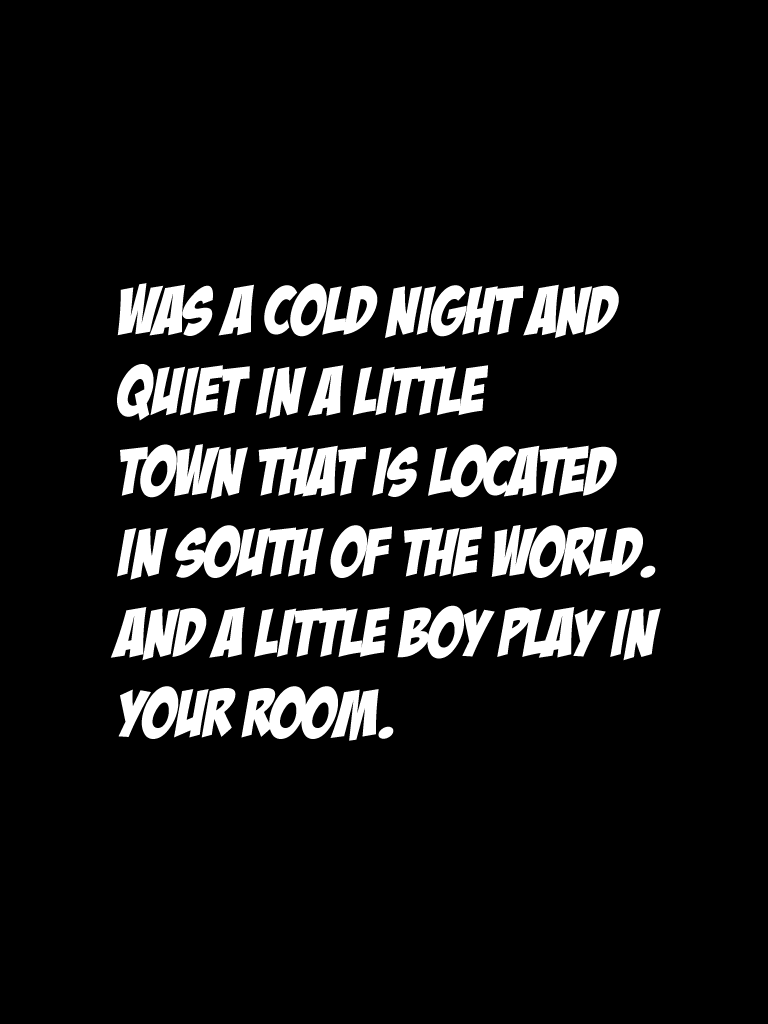 WAS A COLD NIGHT AND
QUIET IN A LITTLE
TOWN THAT IS LOCATED
IN SOUTH OF THE WORLD.
AND A LITTLE BOY PLAY IN
YOUR ROOM.